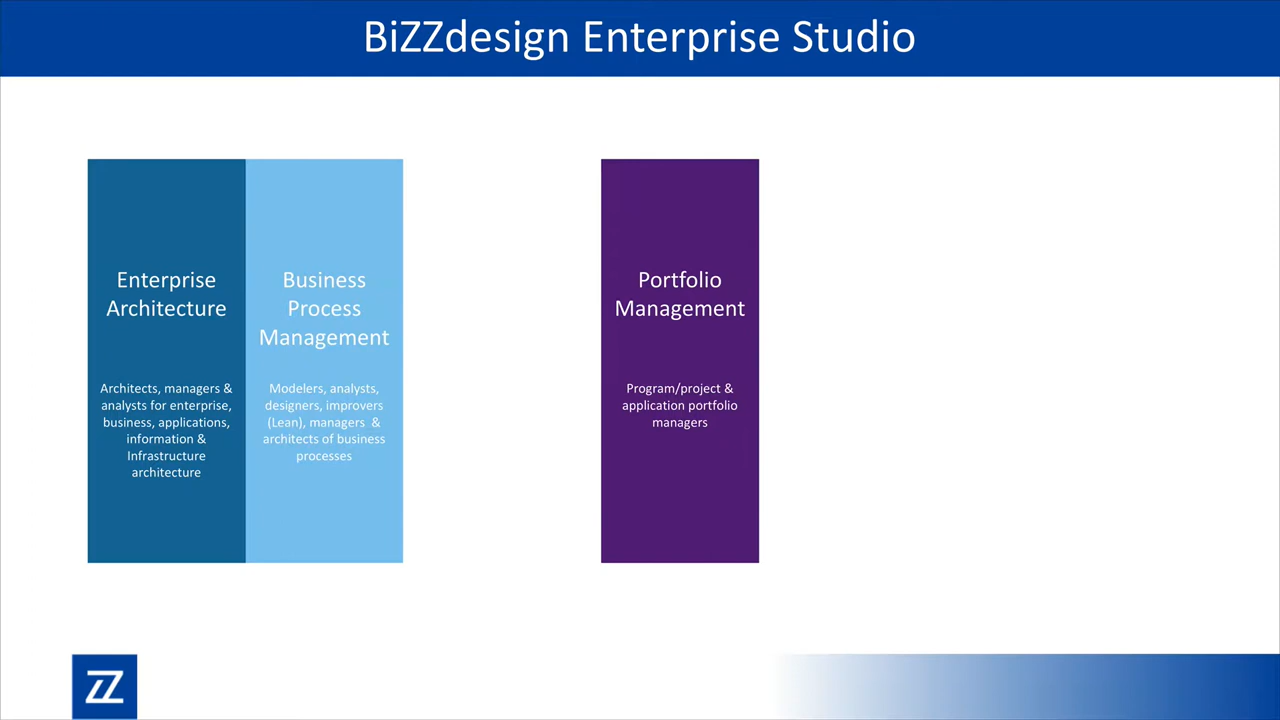 BiZZdesign Enterprise Studio
Enterprise
Architecture
Architects, managers &
analysts for enterprise,
business, applications,
information &
Infrastructure
architecture
Business
Process
Management
Modelers, analysts,
designers, improvers
(Lean), managers &
architects of business
processes
Portfolio
Management
Program/project &
application portfolio
managers
ZZ